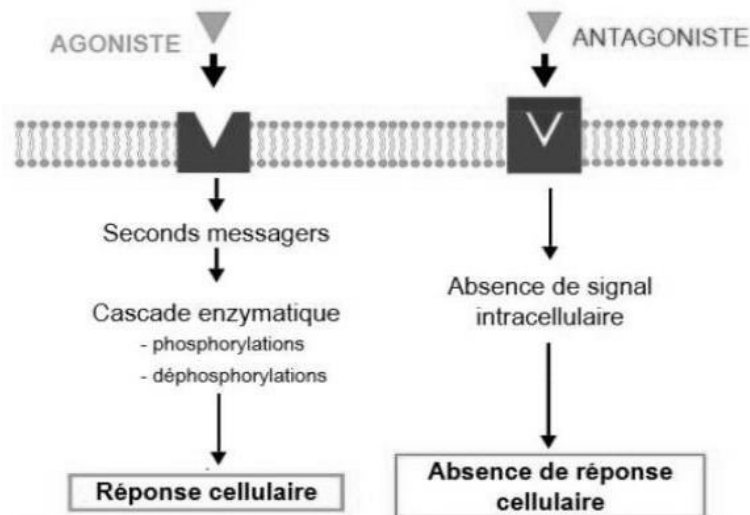 AGONISTE
ANTAGONISTE
Seconds messagers
Cascade enzymatique
- phosphorylations
- déphosphorylations
Réponse cellulaire
Absence de signal
intracellulaire
Absence de réponse
cellulaire